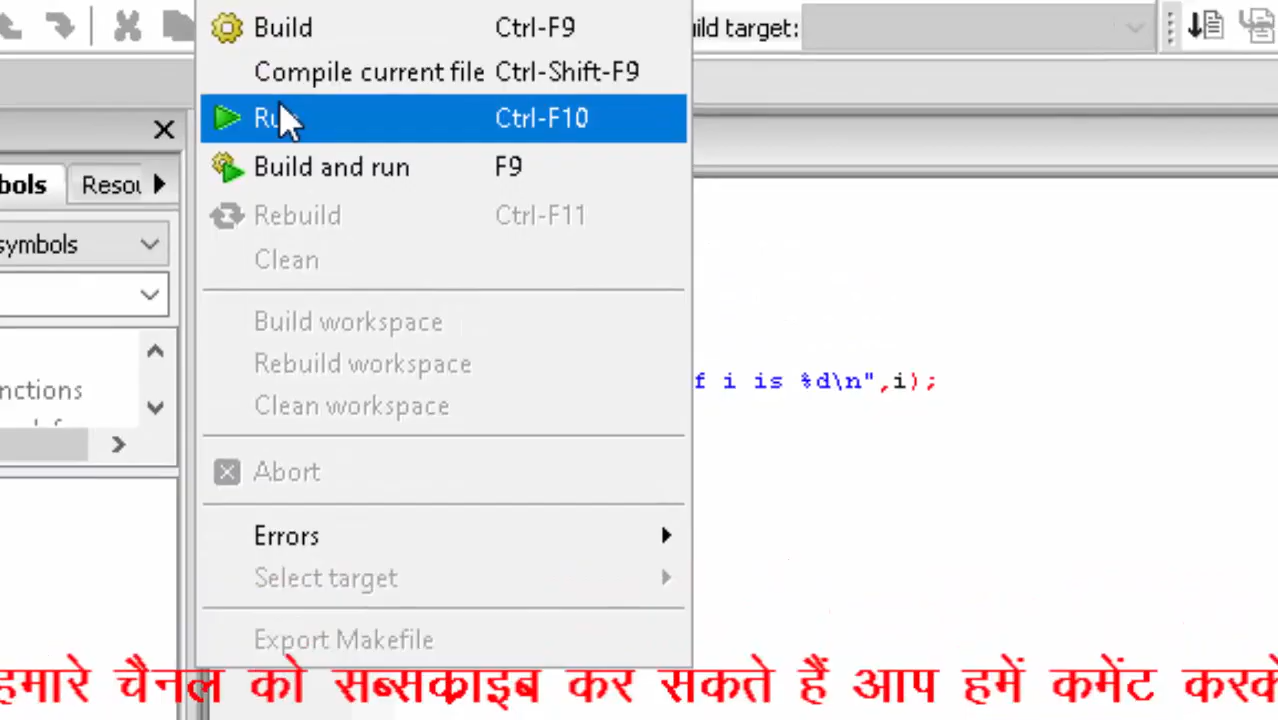 Build Ctrl-F9
ild target:
Compile current file Ctrl-Shift-F9
Run Ctrl-F10
Build and run F9
bols Resou
Rebuild Ctrl-F11
symbols
Clean
Build workspace
Rebuild workspace
f i is %d\n",i);
nctions
Clean workspace
Abort
Errors
Select target
Export Makefile
हमारे चैनल को सब्सक्राइब कर सकते हैं आप हमें कमेंट करके